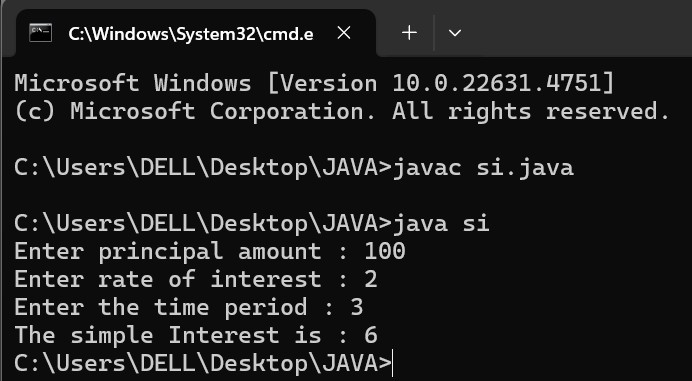 C:\Windows\System32\cmd.e
Microsoft Windows [Version 10.0.22631.4751]
(c) Microsoft Corporation. All rights reserved.
C:\Users\DELL\Desktop\JAVA>javac si.java
C:\Users\DELL\Desktop\JAVA>java si
Enter principal amount : 100
Enter rate of interest : 2
Enter the time period : 3
The simple Interest is : 6
C:\Users\DELL\Desktop\JAVA>